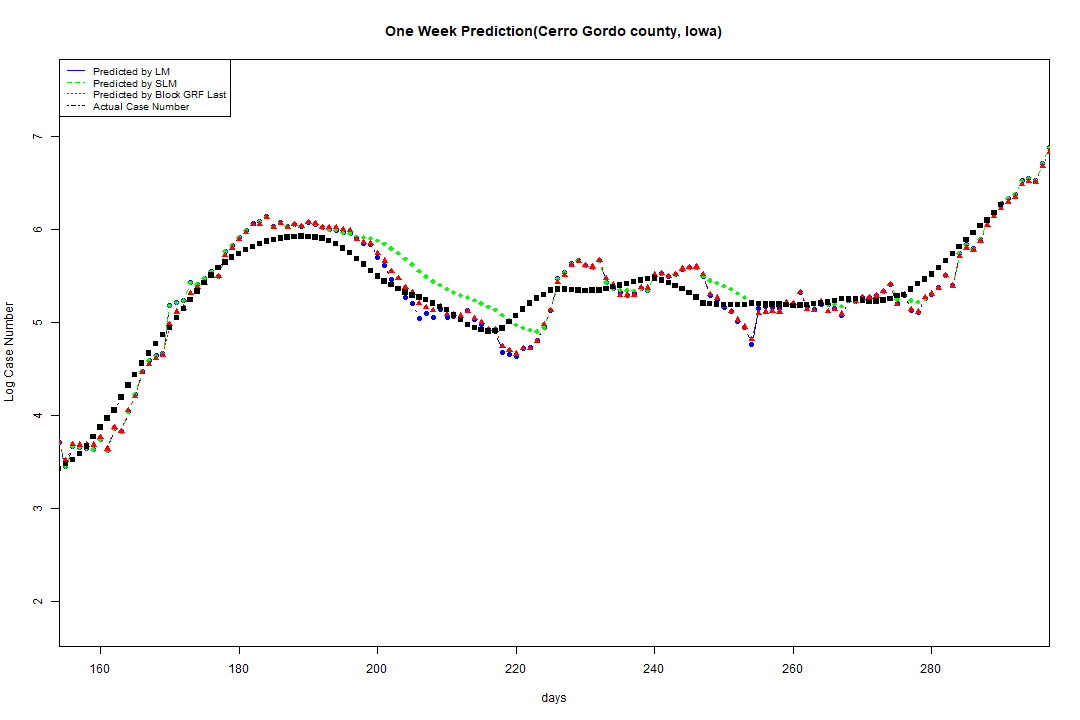 One Week Prediction(Cerro Gordo county, Iowa)
Predicted by LM
Predicted by SLM
Predicted by Block GRF Last
Actual Case Number
7
6
5
4
3
2
Log Case Number
160 180 200 220 240 260 280
days